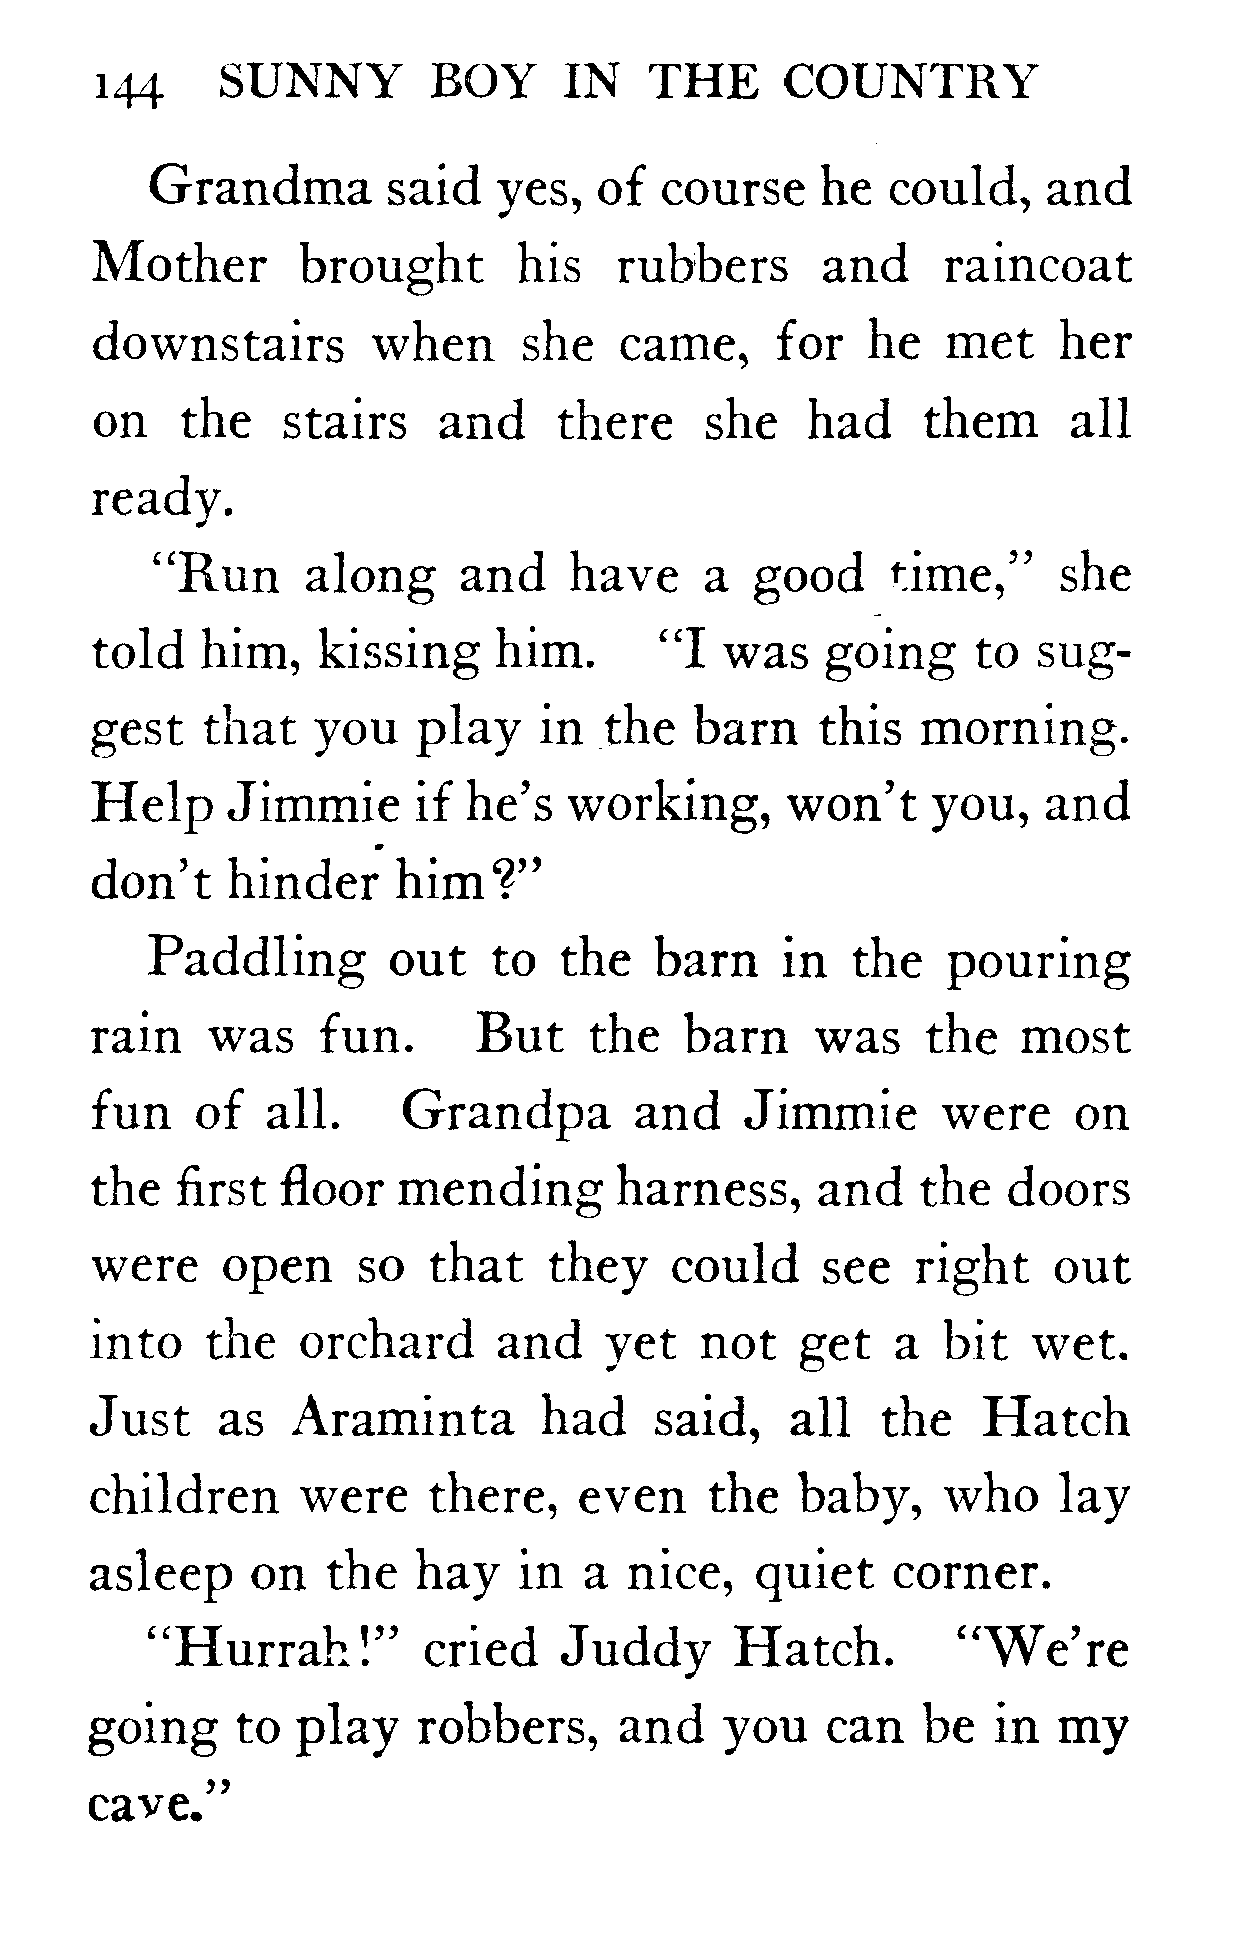 144 SUNNY BOY IN THE COUNTRY
Grandma said yes, of course he could, and
Mother brought his rubbers and raincoat
downstairs when she came, for he met her
on the stairs and there she had them all
ready.
"Run along and have a good time," she
told him, kissing him. "I was going to sug-
gest that you play in the barn this morning.
Help Jimmie if he's working, won't you, and
don't hinder him?"
Paddling out to the barn in the pouring
rain was fun. But the barn was the most
fun of all. Grandpa and Jimmie were on
the first floor mending harness, and the doors
were open so that they could see right out
into the orchard and yet not get a bit wet.
Just as Araminta had said, all the Hatch
children were there, even the baby, who lay
asleep on the hay in a nice, quiet corner.
"Hurrah!" cried Juddy Hatch. "We're
going to play robbers, and you can be in my
cave."